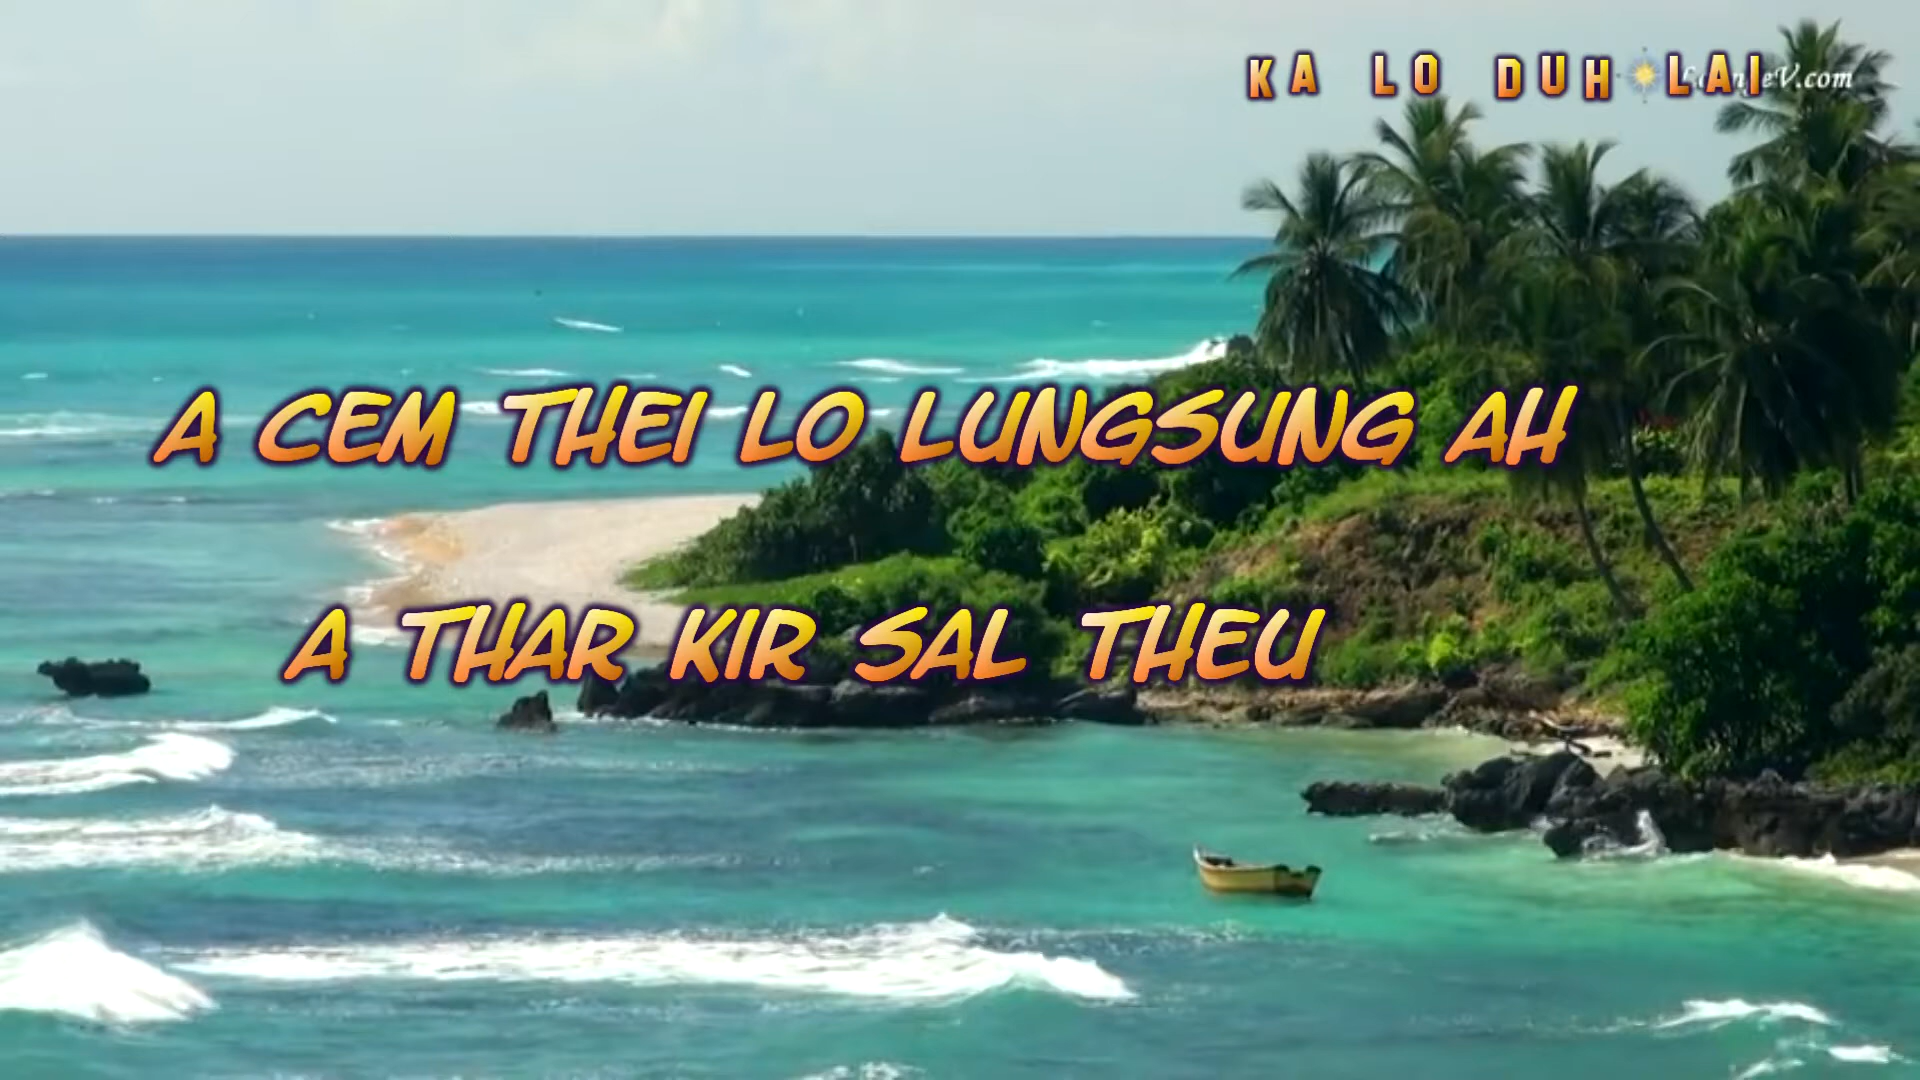 KA LO DUH LAI
A CEM THEI LO LUNGSUNG AH
A THAR KIR SAL THEU